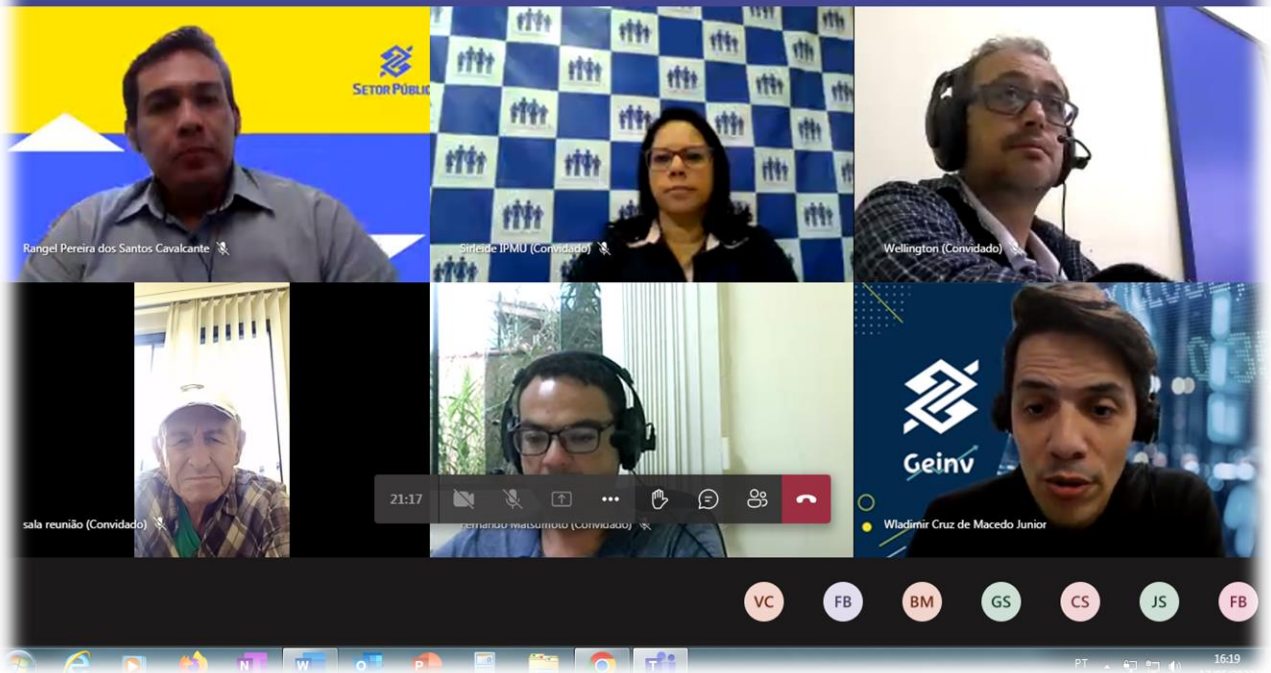 SETOR PÚBLIC
Rangel Pereira dos Santos Cavalcante
Sirleide IPMU (Convidado)
Wellington (Convidado)
Geinv
sala reunião (Convidado)
21:17
Fernando Matsumoto (Convidado)
Wladimir Cruz de Macedo Junior
VC
FB
BM
GS
CS
JS
FB
PT
16:19